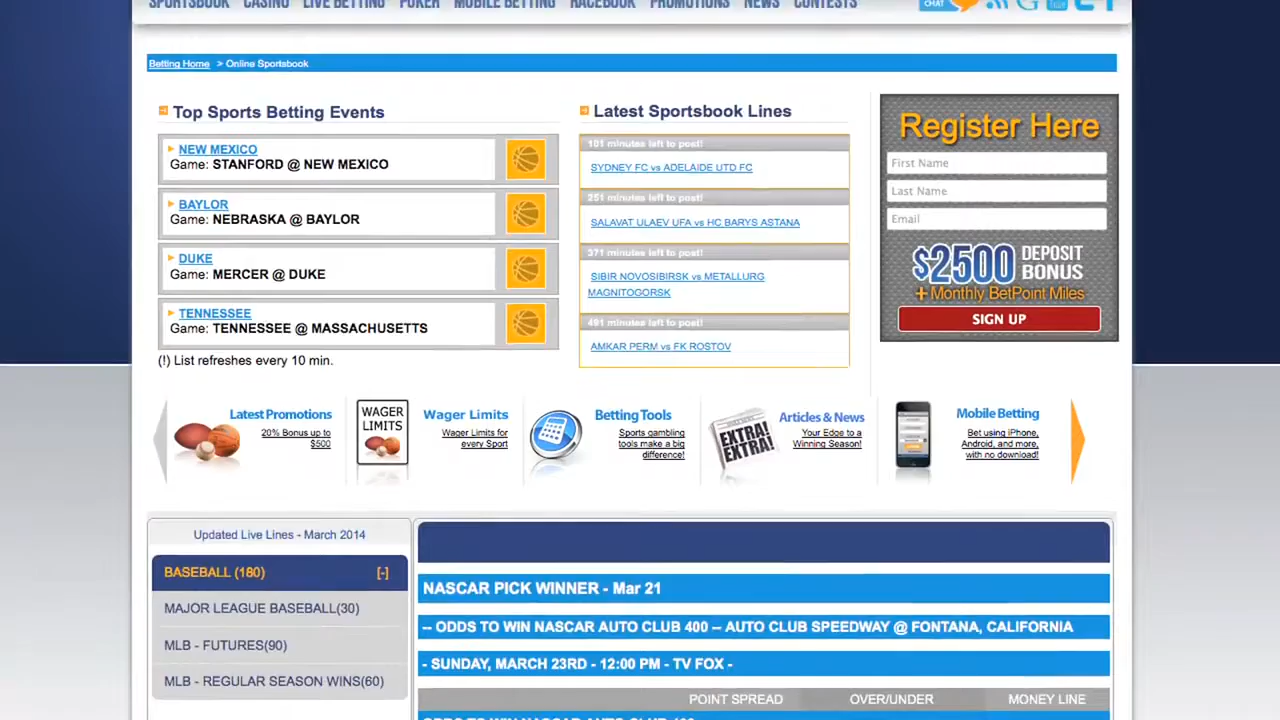 SPORTSBOOK CASINO LIVE BETTING POKER MOBILE BETTING RACEBOOK PROMOTIONS NEWS CONTESTS
CHAT
Betting Home > Online Sportsbook
Top Sports Betting Events
NEW MEXICO
Game: STANFORD @ NEW MEXICO
BAYLOR
Game: NEBRASKA @ BAYLOR
DUKE
Game: MERCER @ DUKE
TENNESSEE
Game: TENNESSEE @ MASSACHUSETTS
(!) List refreshes every 10 min.
Latest Sportsbook Lines
101 minutes left to post!
SYDNEY FC vs ADELAIDE UTD FC
251 minutes left to post!
SALAVAT ULAEV UFA vs HC BARYS ASTANA
371 minutes left to post!
SIBIR NOVOSIBIRSK vs METALLURG
MAGNITOGORSK
491 minutes left to post!
AMKAR PERM vs FK ROSTOV
Register Here
First Name
Last Name
Email
$2500 DEPOSIT
BONUS
+ Monthly BetPoint Miles
SIGN UP
Latest Promotions
20% Bonus up to
$500
WAGER
LIMITS
Wager Limits
Wager Limits for
every Sport
Betting Tools
Sports gambling
tools make a big
difference!
EXTRA!
EXTRA!
Articles & News
Your Edge to a
Winning Season!
Mobile Betting
Bet using iPhone,
Android, and more,
with no download!
Updated Live Lines - March 2014
BASEBALL (180) [-]
MAJOR LEAGUE BASEBALL(30)
MLB - FUTURES(90)
MLB - REGULAR SEASON WINS(60)
NASCAR PICK WINNER - Mar 21
-- ODDS TO WIN NASCAR AUTO CLUB 400 -- AUTO CLUB SPEEDWAY @ FONTANA, CALIFORNIA
- SUNDAY, MARCH 23RD - 12:00 PM - TV FOX -
POINT SPREAD OVER/UNDER MONEY LINE